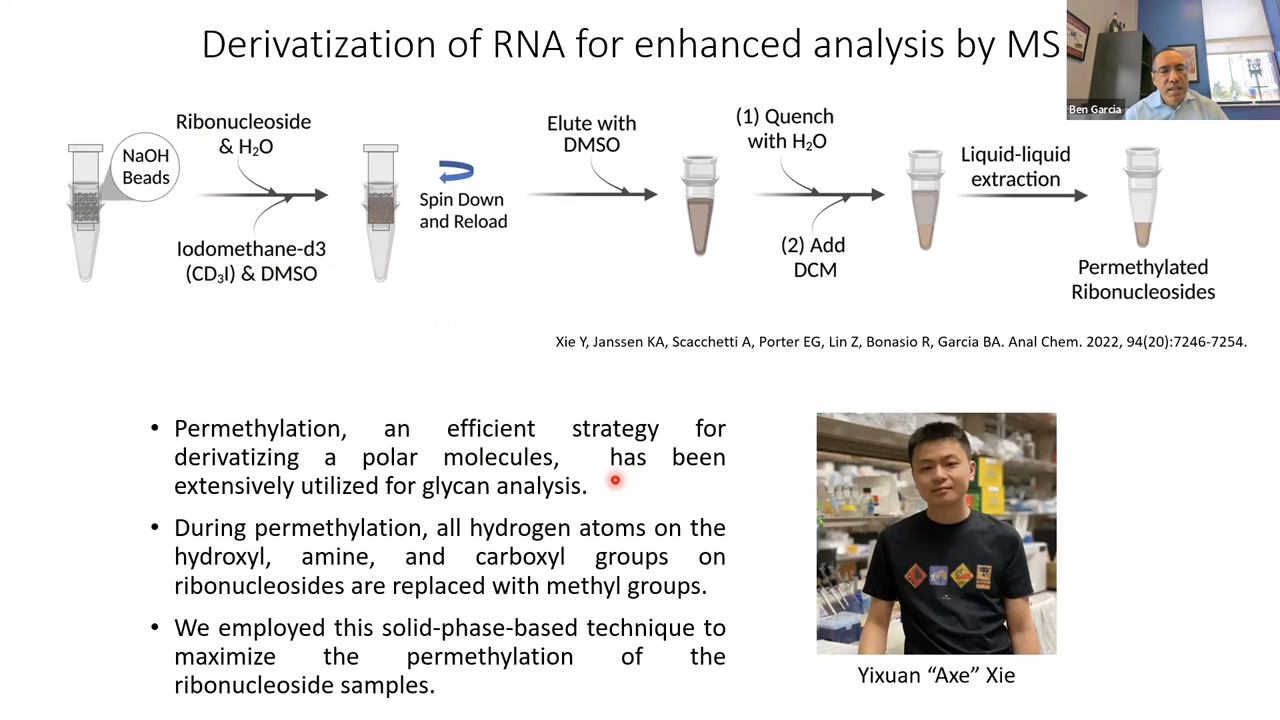 Derivatization of RNA for enhanced analysis by MS
Ben Garcia
NaOH
Beads
Ribonucleoside
& H₂O
Iodomethane-d3
(CD₃I) & DMSO
Spin Down
and Reload
Elute with
DMSO
(1) Quench
with H₂O
(2) Add
DCM
Liquid-liquid
extraction
Permethylated
Ribonucleosides
Xie Y, Janssen KA, Scacchetti A, Porter EG, Lin Z, Bonasio R, Garcia BA. Anal Chem. 2022, 94(20):7246-7254.
• Permethylation, an efficient strategy for
derivatizing a polar molecules, has been
extensively utilized for glycan analysis.
• During permethylation, all hydrogen atoms on the
hydroxyl, amine, and carboxyl groups on
ribonucleosides are replaced with methyl groups.
• We employed this solid-phase-based technique to
maximize the permethylation of the
ribonucleoside samples.
Yixuan “Axe” Xie